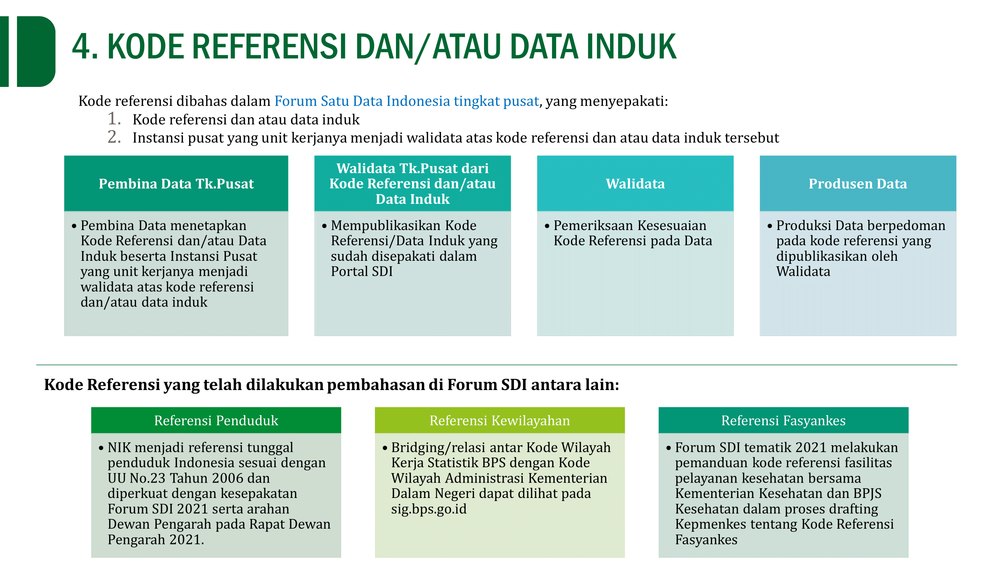 4. KODE REFERENSI DAN/ATAU DATA INDUK
Kode referensi dibahas dalam Forum Satu Data Indonesia tingkat pusat, yang menyepakati:
1. Kode referensi dan atau data induk
2. Instansi pusat yang unit kerjanya menjadi walidata atas kode referensi dan atau data induk tersebut
Pembina Data Tk.Pusat
• Pembina Data menetapkan
Kode Referensi dan/atau Data
Induk beserta Instansi Pusat
yang unit kerjanya menjadi
walidata atas kode referensi
dan/atau data induk
Walidata Tk.Pusat dari
Kode Referensi dan/atau
Data Induk
• Mempublikasikan Kode
Referensi/Data Induk yang
sudah disepakati dalam
Portal SDI
Walidata
• Pemeriksaan Kesesuaian
Kode Referensi pada Data
Produsen Data
• Produksi Data berpedoman
pada kode referensi yang
dipublikasikan oleh
Walidata
Kode Referensi yang telah dilakukan pembahasan di Forum SDI antara lain:
Referensi Penduduk
• NIK menjadi referensi tunggal
penduduk Indonesia sesuai dengan
UU No.23 Tahun 2006 dan
diperkuat dengan kesepakatan
Forum SDI 2021 serta arahan
Dewan Pengarah pada Rapat Dewan
Pengarah 2021.
Referensi Kewilayahan
• Bridging/relasi antar Kode Wilayah
Kerja Statistik BPS dengan Kode
Wilayah Administrasi Kementerian
Dalam Negeri dapat dilihat pada
sig.bps.go.id
Referensi Fasyankes
• Forum SDI tematik 2021 melakukan
pemanduan kode referensi fasilitas
pelayanan kesehatan bersama
Kementerian Kesehatan dan BPJS
Kesehatan dalam proses drafting
Kepmenkes tentang Kode Referensi
Fasyankes